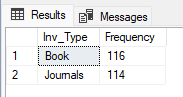 Results Messages
Inv_Type Frequency
1 Book 116
2 Journals 114